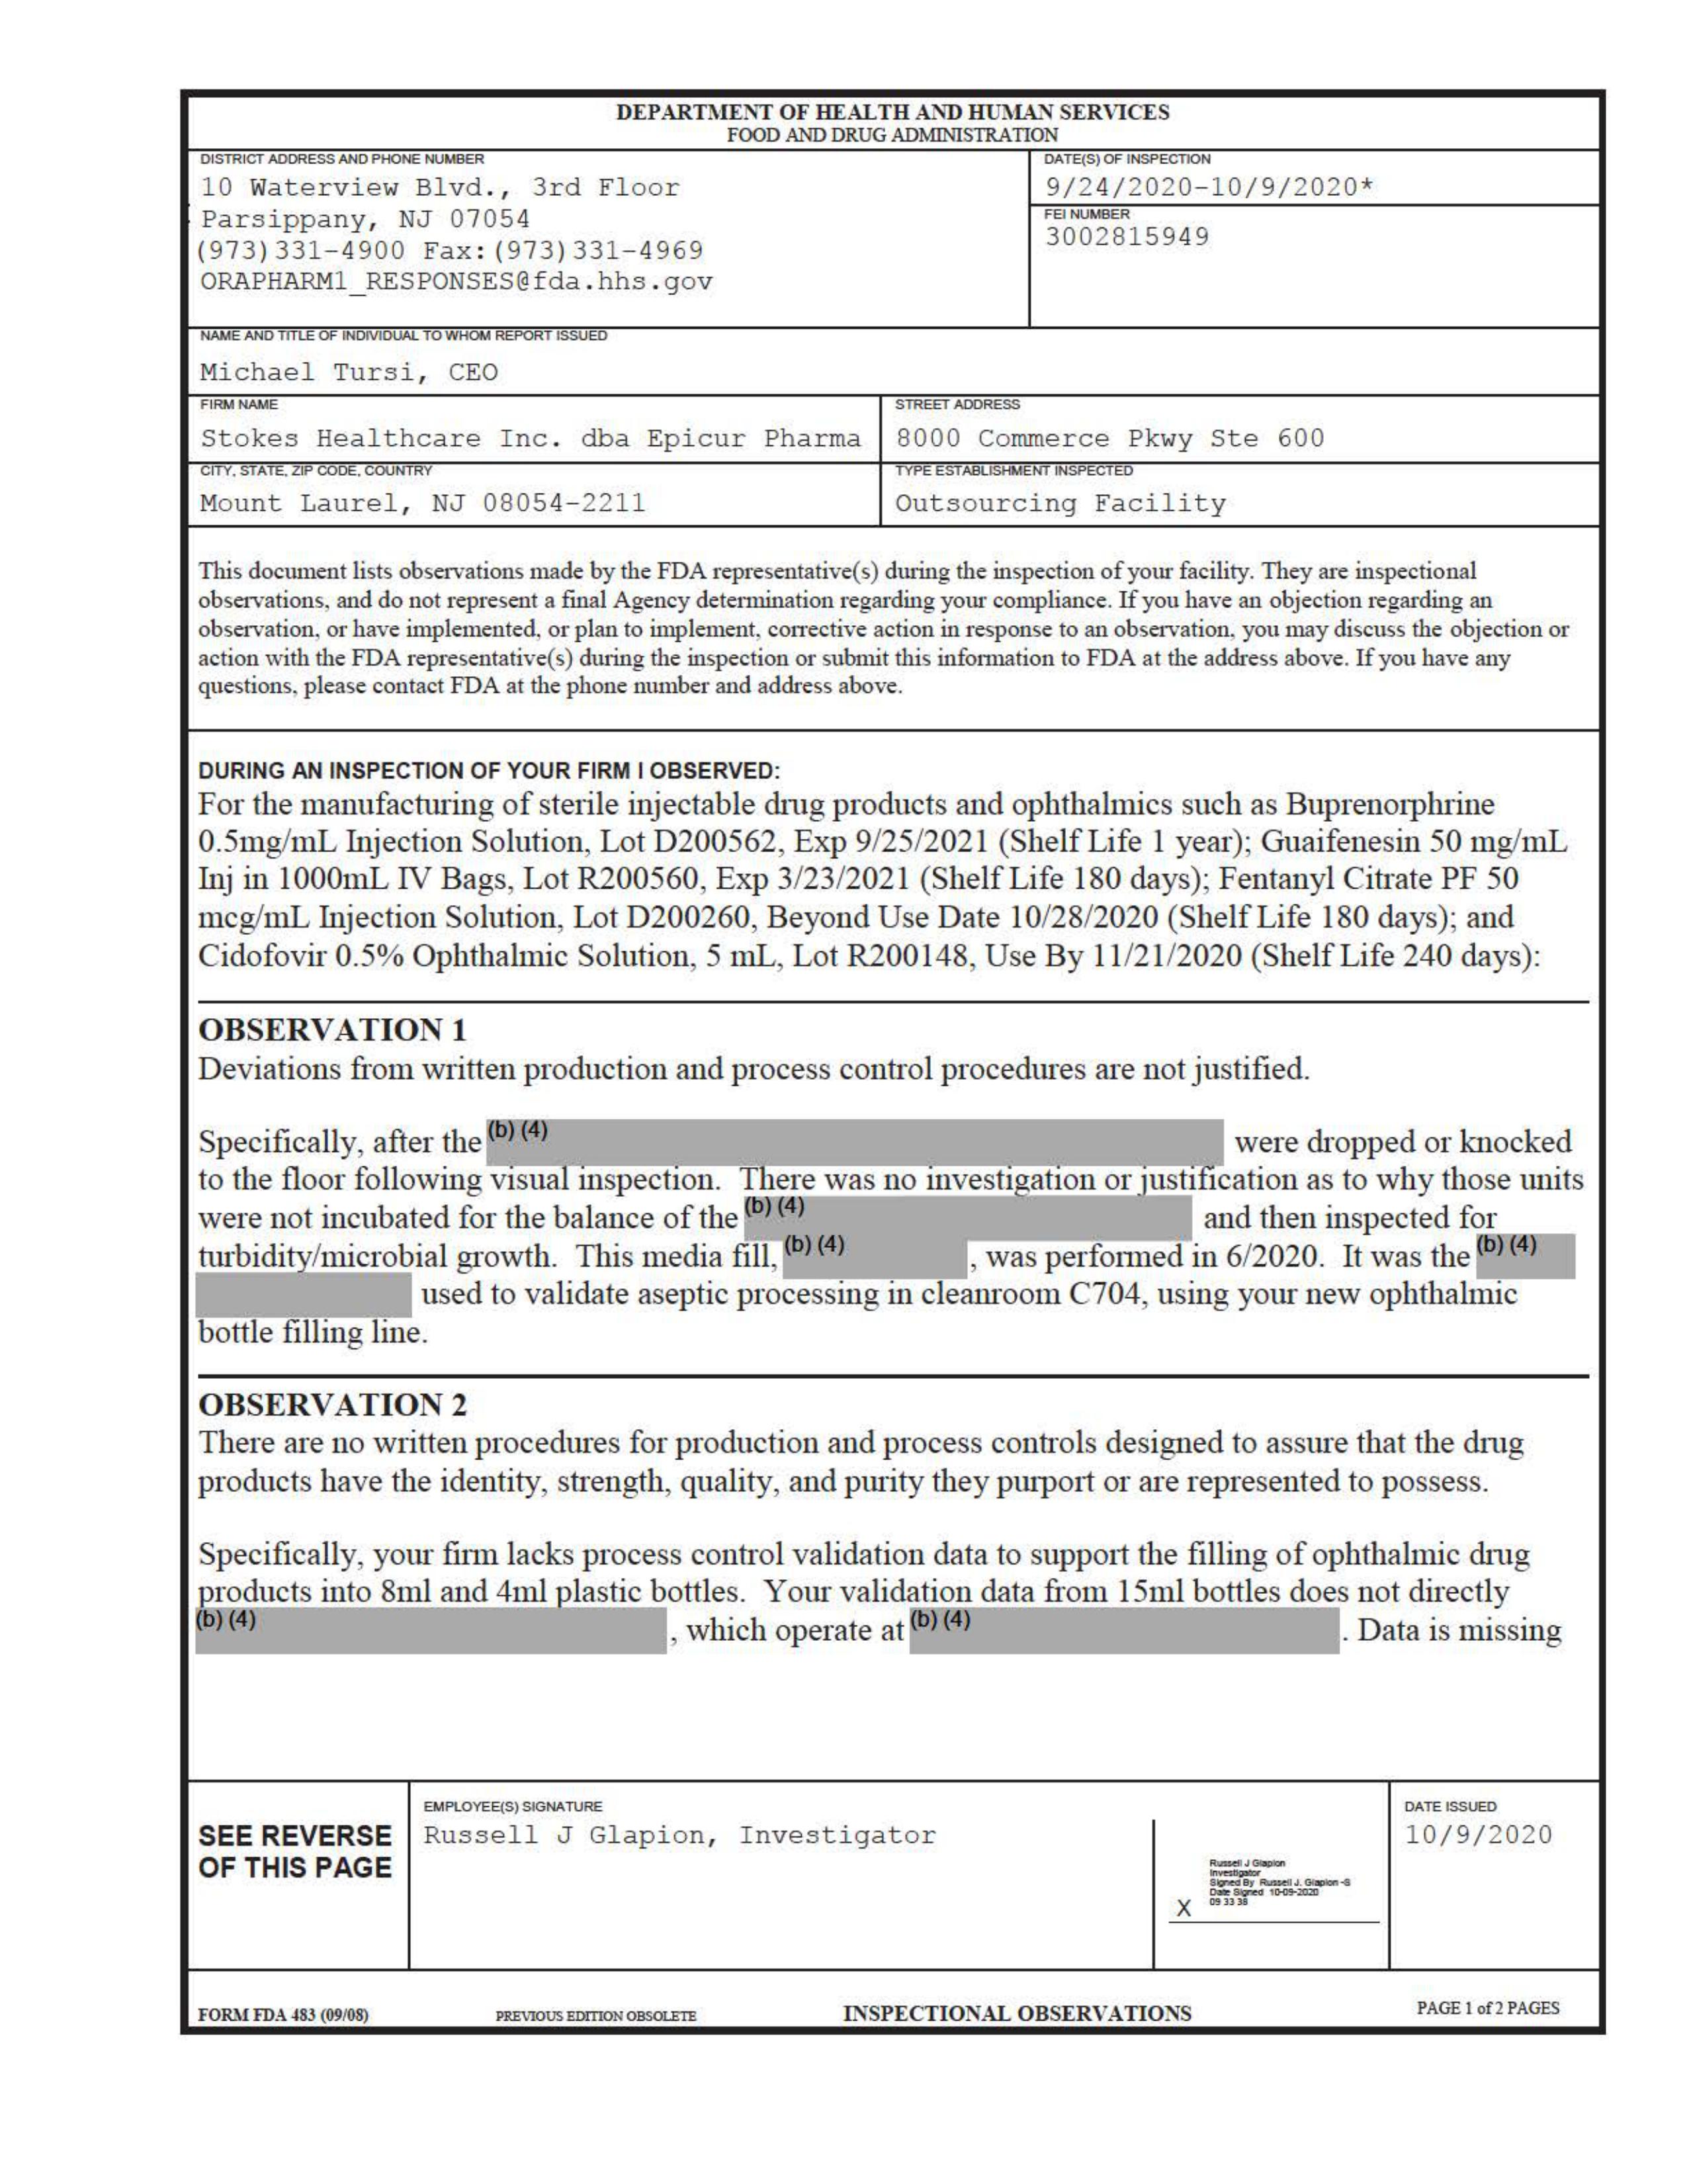 DEPARTMENT OF HEALTH AND HUMAN SERVICES
FOOD AND DRUG ADMINISTRATION
DISTRICT ADDRESS AND PHONE NUMBER
10 Waterview Blvd., 3rd Floor
Parsippany, NJ 07054
(973)331-4900 Fax:(973)331-4969
ORAPHARM1_RESPONSES@fda.hhs.gov
DATE(S) OF INSPECTION
9/24/2020-10/9/2020*
FEI NUMBER
3002815949
NAME AND TITLE OF INDIVIDUAL TO WHOM REPORT ISSUED
Michael Tursi, CEO
FIRM NAME
Stokes Healthcare Inc. dba Epicur Pharma
STREET ADDRESS
8000 Commerce Pkwy Ste 600
CITY, STATE, ZIP CODE, COUNTRY
Mount Laurel, NJ 08054-2211
TYPE ESTABLISHMENT INSPECTED
Outsourcing Facility
This document lists observations made by the FDA representative(s) during the inspection of your facility. They are inspectional
observations, and do not represent a final Agency determination regarding your compliance. If you have an objection regarding an
observation, or have implemented, or plan to implement, corrective action in response to an observation, you may discuss the objection or
action with the FDA representative(s) during the inspection or submit this information to FDA at the address above. If you have any
questions, please contact FDA at the phone number and address above.
DURING AN INSPECTION OF YOUR FIRM I OBSERVED:
For the manufacturing of sterile injectable drug products and ophthalmics such as Buprenorphrine
0.5mg/mL Injection Solution, Lot D200562, Exp 9/25/2021 (Shelf Life 1 year); Guaifenesin 50 mg/mL
Inj in 1000mL IV Bags, Lot R200560, Exp 3/23/2021 (Shelf Life 180 days); Fentanyl Citrate PF 50
mcg/mL Injection Solution, Lot D200260, Beyond Use Date 10/28/2020 (Shelf Life 180 days); and
Cidofovir 0.5% Ophthalmic Solution, 5 mL, Lot R200148, Use By 11/21/2020 (Shelf Life 240 days):
OBSERVATION 1
Deviations from written production and process control procedures are not justified.
Specifically, after the (b) (4) were dropped or knocked
to the floor following visual inspection. There was no investigation or justification as to why those units
were not incubated for the balance of the (b) (4) and then inspected for
turbidity/microbial growth. This media fill, (b) (4), was performed in 6/2020. It was the (b) (4)
used to validate aseptic processing in cleanroom C704, using your new ophthalmic
bottle filling line.
OBSERVATION 2
There are no written procedures for production and process controls designed to assure that the drug
products have the identity, strength, quality, and purity they purport or are represented to possess.
Specifically, your firm lacks process control validation data to support the filling of ophthalmic drug
products into 8ml and 4ml plastic bottles. Your validation data from 15ml bottles does not directly
(b) (4), which operate at (b) (4). Data is missing
SEE REVERSE
OF THIS PAGE
EMPLOYEE(S) SIGNATURE
Russell J Glapion, Investigator
Russell J Glapion
Investigator
Signed By Russell J. Glapion -S
Date Signed 10-09-2020
09 33 38
X
DATE ISSUED
10/9/2020
FORM FDA 483 (09/08)
PREVIOUS EDITION OBSOLETE
INSPECTIONAL OBSERVATIONS
PAGE 1 of 2 PAGES